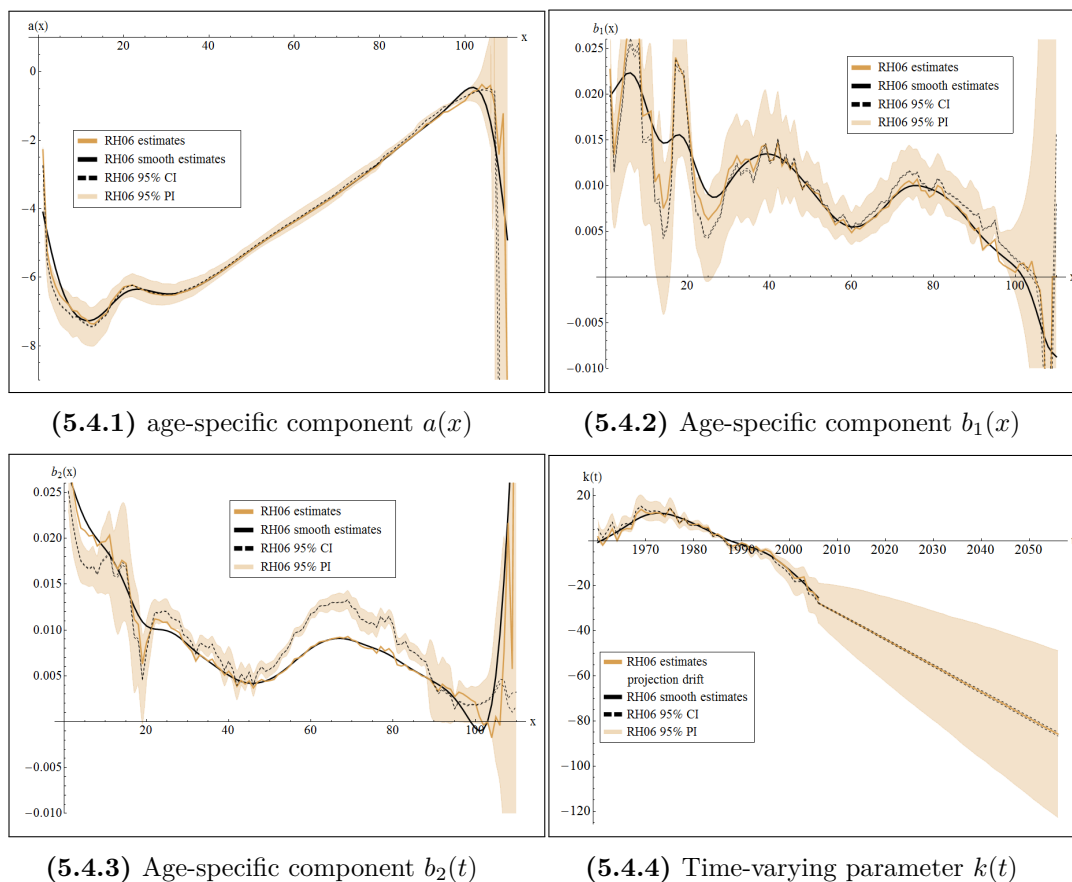 a(x)
x
20
40
60
80
100
0
−2
−4
−6
−8
RH06 estimates
RH06 smooth estimates
RH06 95% CI
RH06 95% PI
(5.4.1) age-specific component a(x)
b₁(x)
0.025
0.020
0.015
0.010
0.005
−0.005
−0.010
20
40
60
80
100
x
RH06 estimates
RH06 smooth estimates
RH06 95% CI
RH06 95% PI
(5.4.2) Age-specific component b₁(x)
b₂(x)
0.025
0.020
0.015
0.010
0.005
−0.005
−0.010
20
40
60
80
100
x
RH06 estimates
RH06 smooth estimates
RH06 95% CI
RH06 95% PI
(5.4.3) Age-specific component b₂(t)
k(t)
20
−20
−40
−60
−80
−100
−120
1970
1980
1990
2000
2010
2020
2030
2040
2050
RH06 estimates
projection drift
RH06 smooth estimates
RH06 95% CI
RH06 95% PI
(5.4.4) Time-varying parameter k(t)